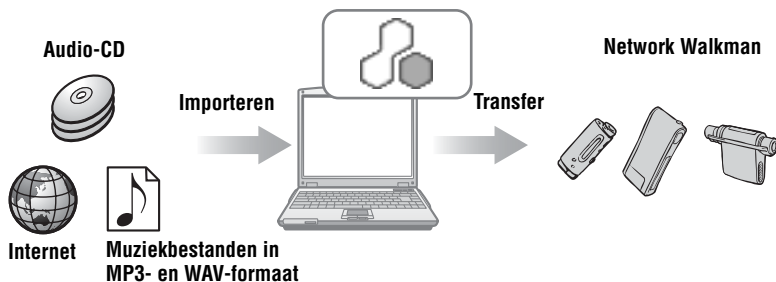 Audio-CD
Network Walkman
Importeren
Transfer
Internet
Muziekbestanden in
MP3- en WAV-formaat